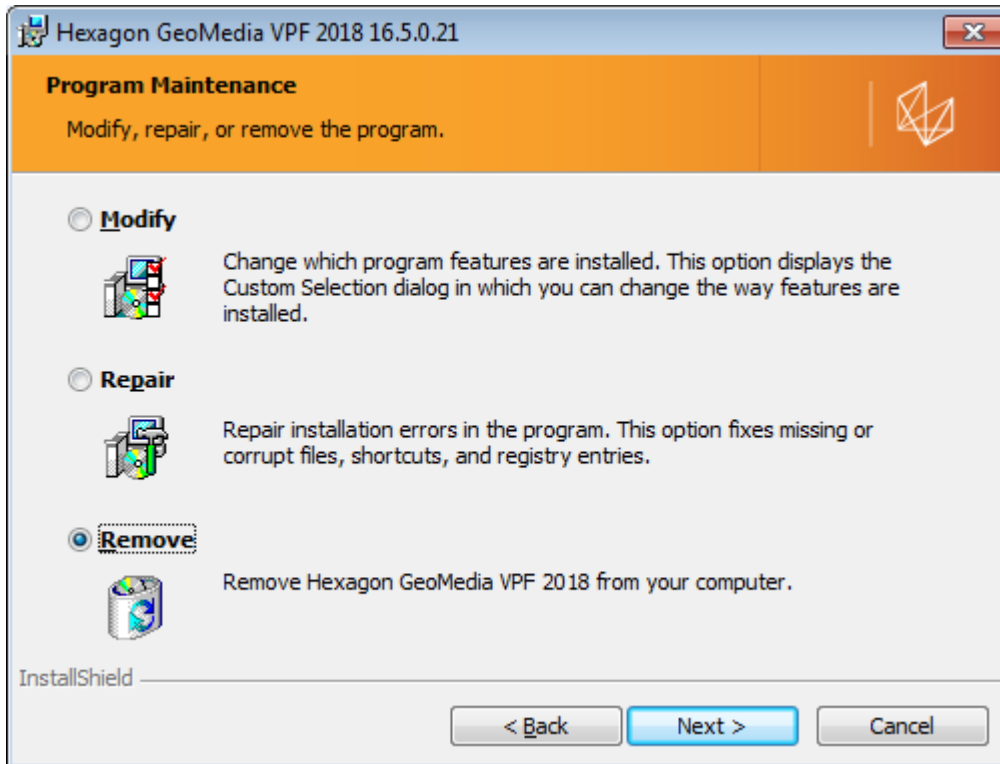 Hexagon GeoMedia VPF 2018 16.5.0.21
Program Maintenance
Modify, repair, or remove the program.
Modify
Change which program features are installed. This option displays the
Custom Selection dialog in which you can change the way features are
installed.
Repair
Repair installation errors in the program. This option fixes missing or
corrupt files, shortcuts, and registry entries.
Remove
Remove Hexagon GeoMedia VPF 2018 from your computer.
InstallShield
< Back
Next >
Cancel